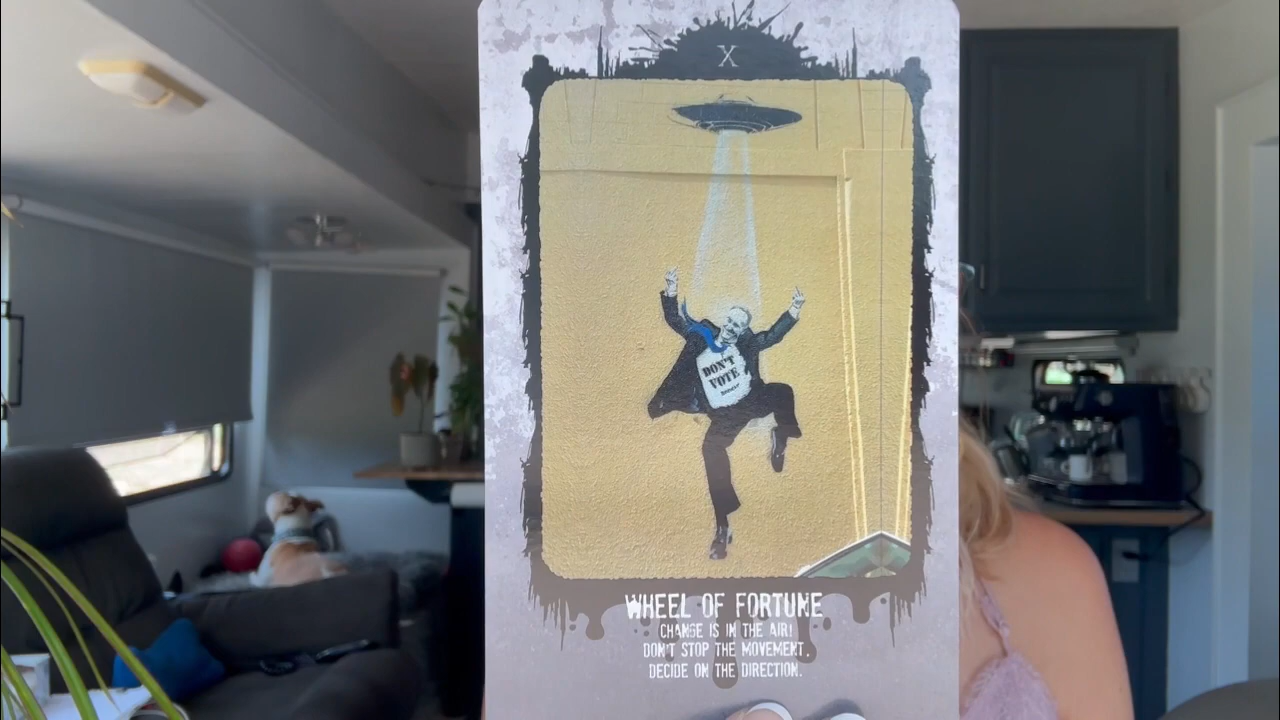 X
DON'T
VOTE
WHEEL OF FORTUNE
CHANGE IS IN THE AIR!
DON'T STOP THE MOVEMENT,
DECIDE ON THE DIRECTION.